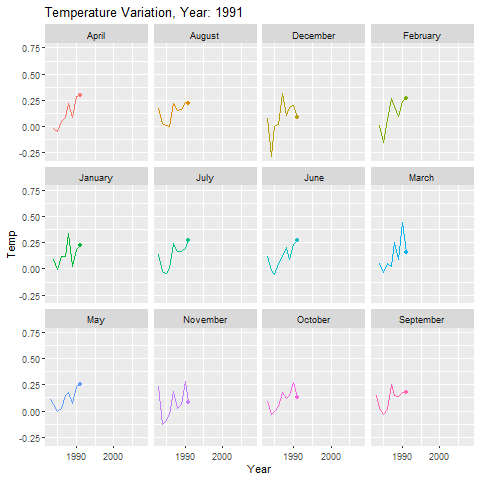 Temperature Variation, Year: 1991
April August December February
0.75
0.50
0.25
0.00
-0.25
January July June March
0.75
0.50
0.25
0.00
-0.25
May November October September
0.75
0.50
0.25
0.00
-0.25
Temp
1990 2000 1990 2000 1990 2000 1990 2000
Year